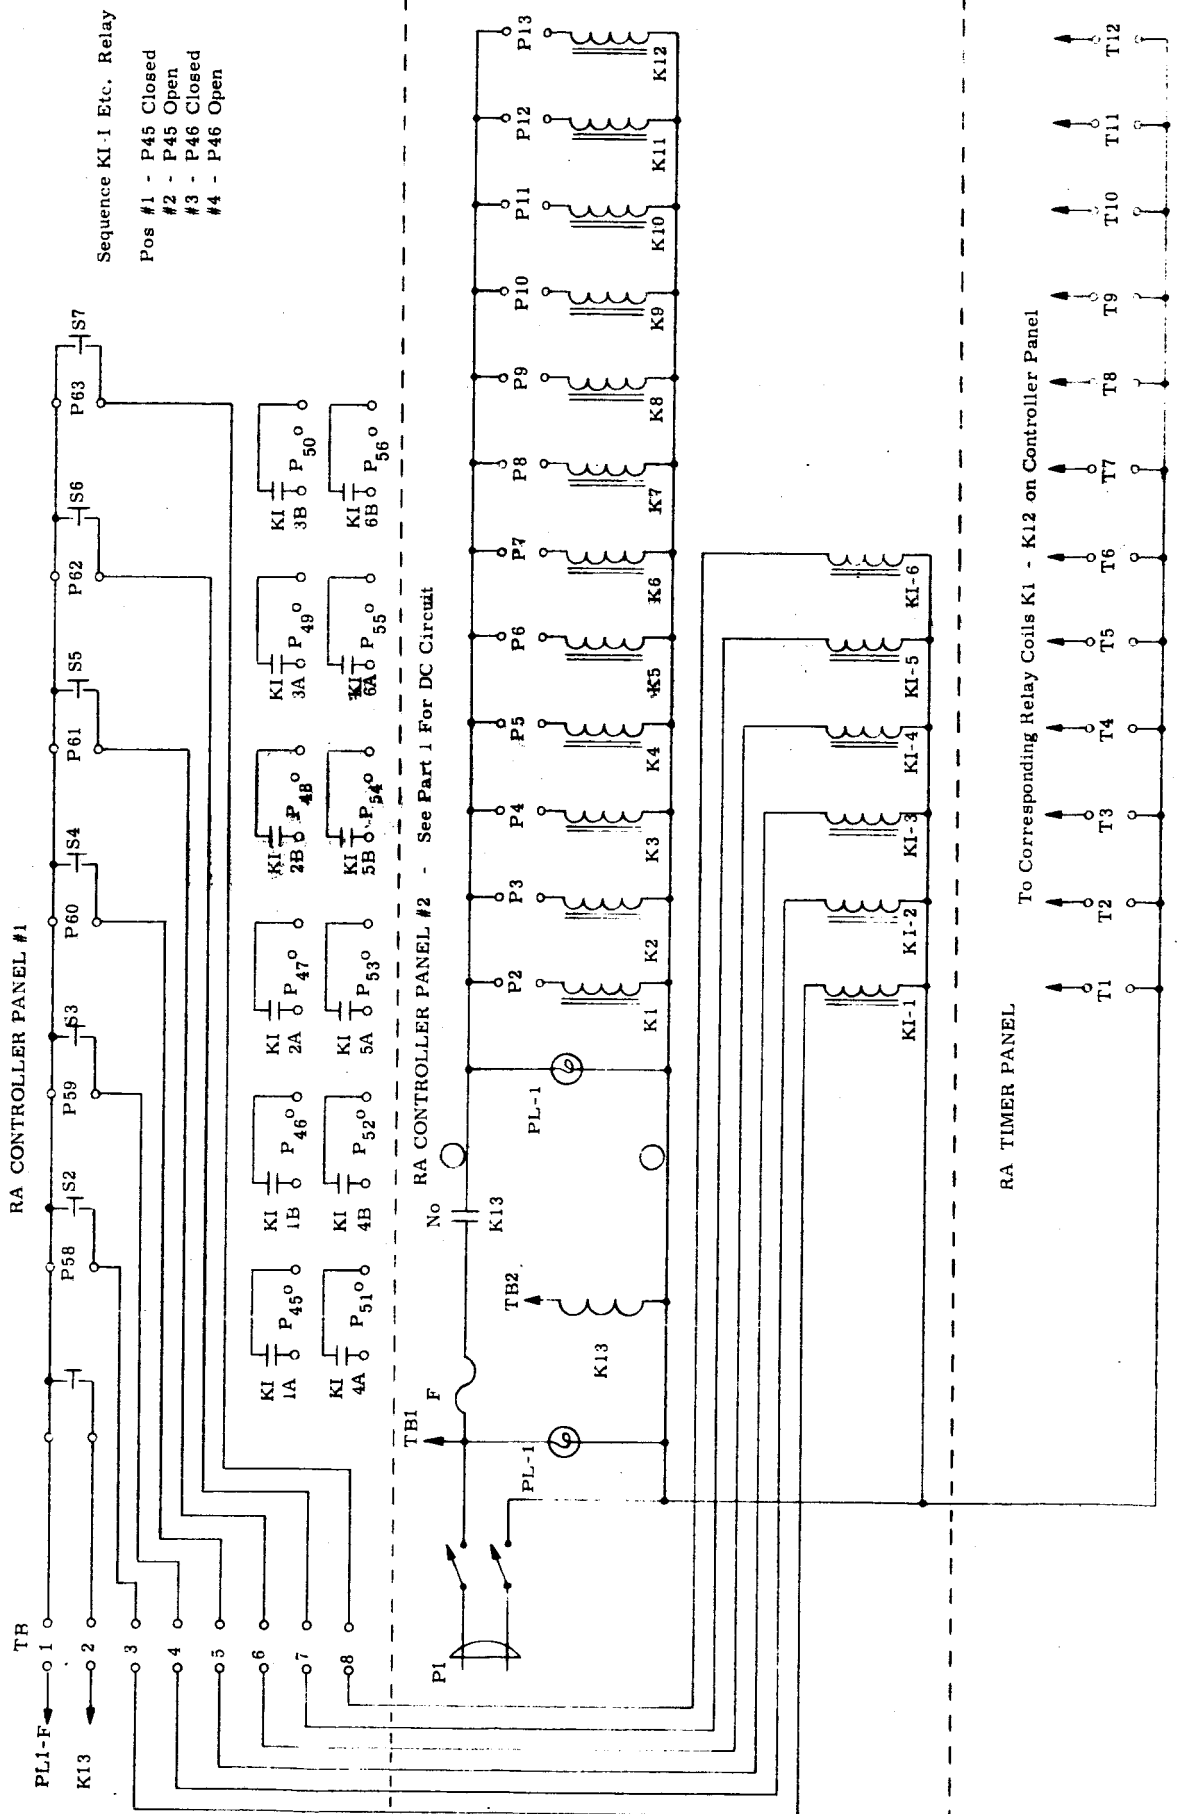 RA CONTROLLER PANEL #1
TB
PL1-F
1
K13
2
3
4
5
6
7
8
P58
S2
P59
S3
P60
S4
P61
S5
P62
S6
P63
S7
Sequence KI-I Etc. Relay
Pos #1 - P45 Closed
#2 - P45 Open
#3 - P46 Closed
#4 - P46 Open
KI
1A
P45
KI
1B
P46
KI
2A
P47
KI
2B
P48
KI
3A
P49
KI
3B
P50
KI
4A
P51
KI
4B
P52
KI
5A
P53
KI
5B
P54
KI
6A
P55
KI
6B
P56
RA CONTROLLER PANEL #2 - See Part 1 For DC Circuit
P1
TB1
F
PL-1
TB2
K13
No
K13
PL-1
P2
P3
P4
P5
P6
P7
P8
P9
P10
P11
P12
P13
K1
K2
K3
K4
K5
K6
K7
K8
K9
K10
K11
K12
KI-1
KI-2
KI-3
KI-4
KI-5
KI-6
RA TIMER PANEL
To Corresponding Relay Coils K1 - K12 on Controller Panel
T1
T2
T3
T4
T5
T6
T7
T8
T9
T10
T11
T12